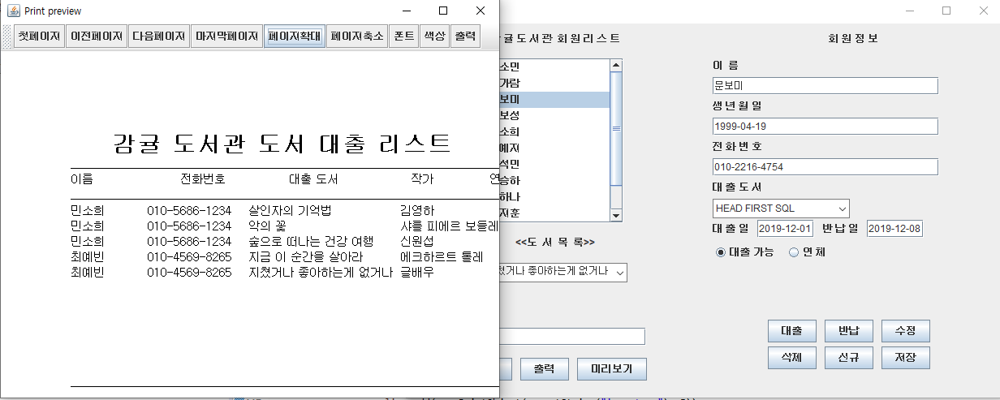 Print preview
첫페이지 이전페이지 다음페이지 마지막페이지 페이지확대 페이지축소 폰트 색상 출력
감귤 도서관 도서 대출 리스트
이름 전화번호 대출 도서 작가 연
민소희 010-5686-1234 살인자의 기억법 김영하
민소희 010-5686-1234 악의 꽃 샤를 피에르 보들레
민소희 010-5686-1234 숲으로 떠나는 건강 여행 신원섭
최예빈 010-4569-8265 지금 이 순간을 살아라 에크하르트 톨레
최예빈 010-4569-8265 지쳤거나 좋아하는게 없거나 글배우
귤도서관 회원리스트
소민
가람
보미
보성
소희
예지
석민
승하
하나
지훈
<<도 서 목 록>>
쳤거나 좋아하는게 없거나
출력 미리보기
회원정보
이 름
문보미
생년월일
1999-04-19
전화번호
010-2216-4754
대출도서
HEAD FIRST SQL
대출일 2019-12-01 반납일 2019-12-08
대출가능 연체
대출 반납 수정
삭제 신규 저장